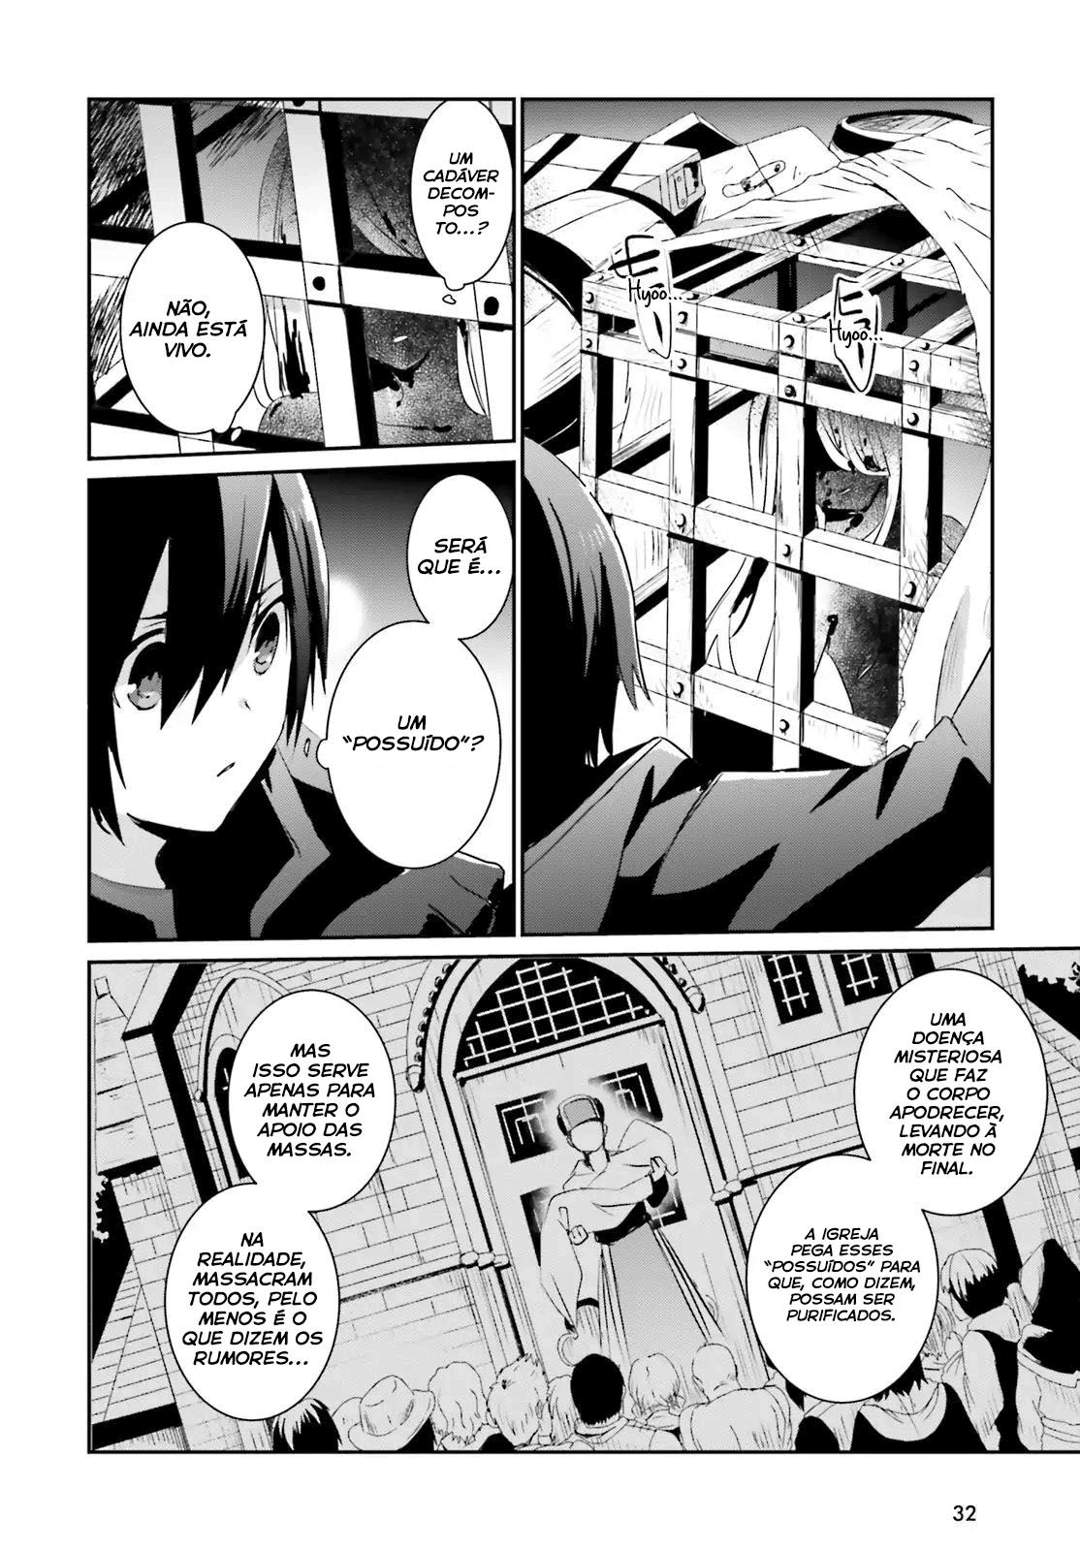 Hyoo...
Hyoo...
UM
CADÁVER
DECOM-
POS
TO...?
NÃO,
AINDA ESTÁ
VIVO.
SERÁ
QUE É...
UM
"POSSUÍDO"?
UMA
DOENÇA
MISTERIOSA
QUE FAZ
O CORPO
APODRECER,
LEVANDO À
MORTE NO
FINAL.
A IGREJA
PEGA ESSES
"POSSUÍDOS" PARA
QUE, COMO DIZEM,
POSSAM SER
PURIFICADOS.
MAS
ISSO SERVE
APENAS PARA
MANTER O
APOIO DAS
MASSAS.
NA
REALIDADE,
MASSACRAM
TODOS, PELO
MENOS É O
QUE DIZEM OS
RUMORES...
32